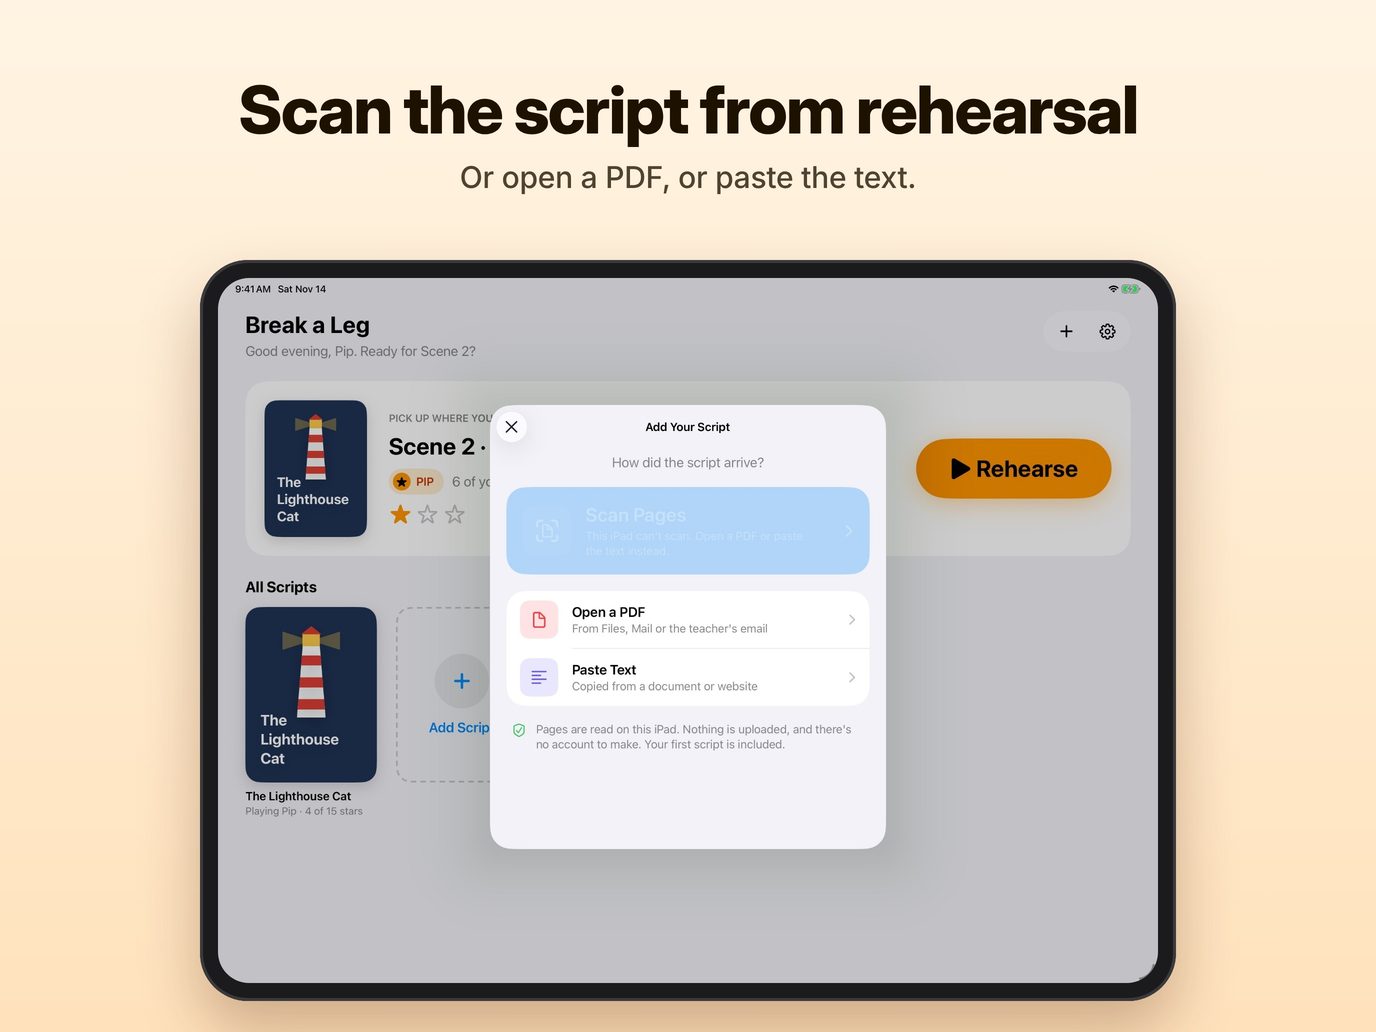 Scan the script from rehearsal
Or open a PDF, or paste the text.
9:41 AM Sat Nov 14
Break a Leg
Good evening, Pip. Ready for Scene 2?
PICK UP WHERE YOU
Scene 2 ·
PIP
6 of yo
The
Lighthouse
Cat
Rehearse
Add Your Script
How did the script arrive?
Scan Pages
This iPad can't scan. Open a PDF or paste
the text instead.
Open a PDF
From Files, Mail or the teacher's email
Paste Text
Copied from a document or website
Pages are read on this iPad. Nothing is uploaded, and there's
no account to make. Your first script is included.
All Scripts
The
Lighthouse
Cat
Add Scrip
The Lighthouse Cat
Playing Pip · 4 of 15 stars